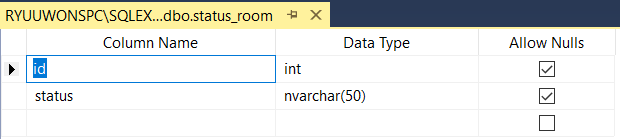 RYUUWONSPC\SQLEX...dbo.status_room
Column Name Data Type Allow Nulls
id int
status nvarchar(50)